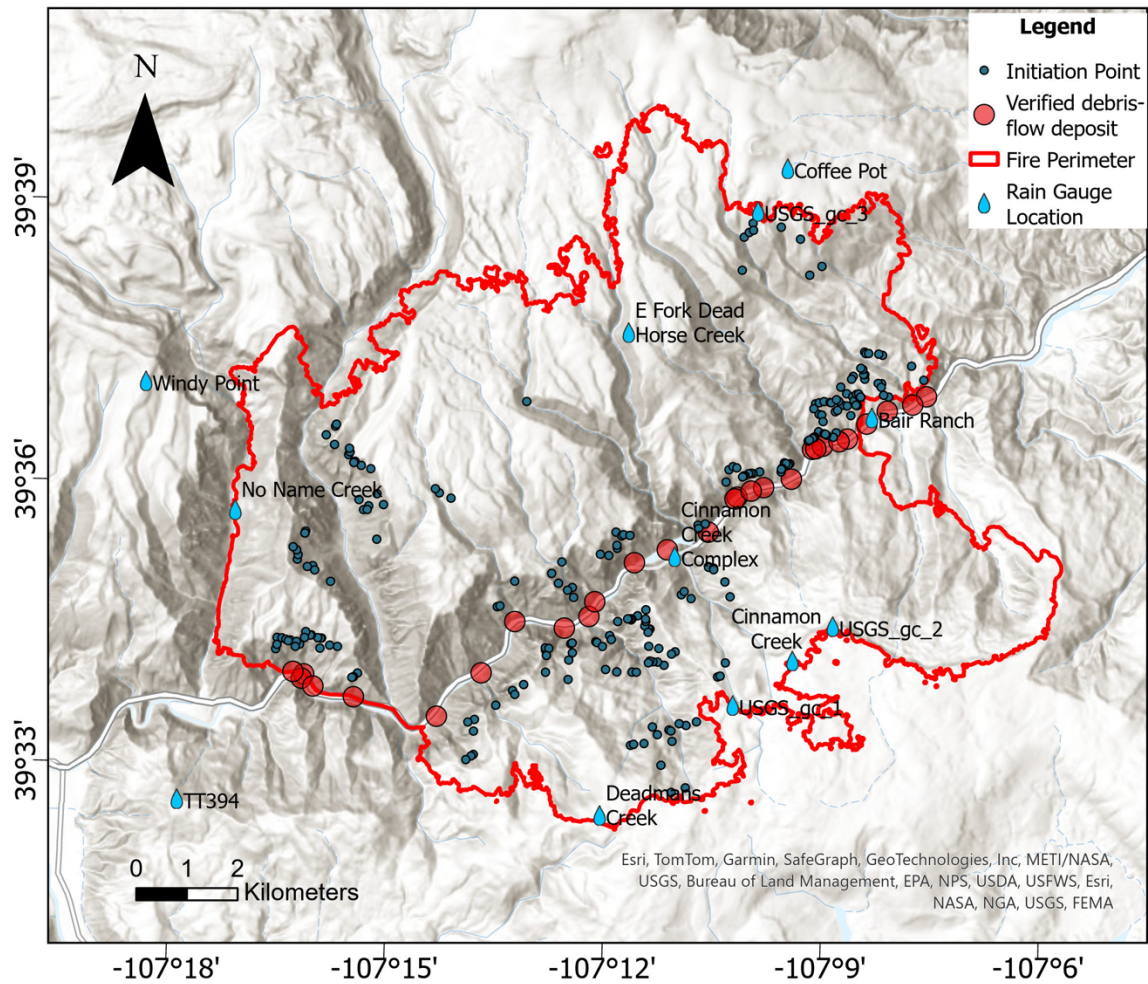 Legend
Initiation Point
Verified debris-
flow deposit
Fire Perimeter
Rain Gauge
Location
N
39°39'
39°36'
39°33'
Coffee Pot
USGS_gc_3
E Fork Dead
Horse Creek
Windy Point
Bair Ranch
No Name Creek
Cinnamon
Creek
Complex
Cinnamon
Creek
USGS_gc_2
USGS_gc_1
TT394
Deadmans
Creek
0 1 2
Kilometers
Esri, TomTom, Garmin, SafeGraph, GeoTechnologies, Inc, METI/NASA,
USGS, Bureau of Land Management, EPA, NPS, USDA, USFWS, Esri,
NASA, NGA, USGS, FEMA
-107°18' -107°15' -107°12' -107°9' -107°6'